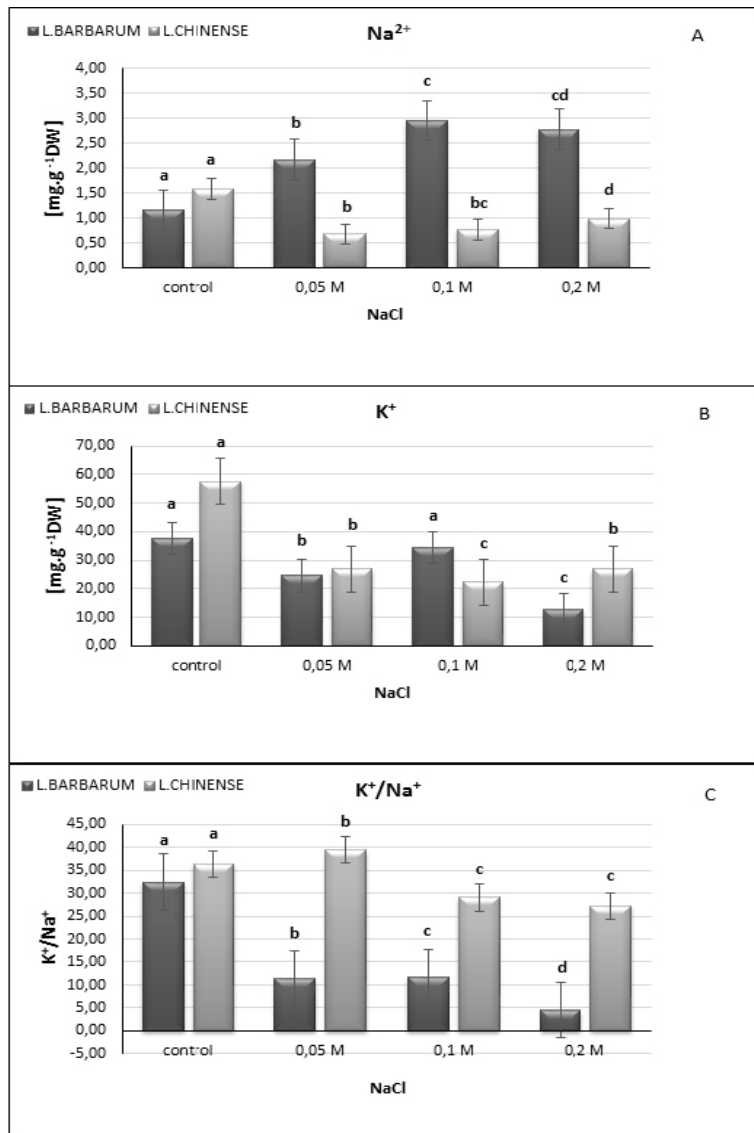 L.BARBARUM L.CHINENSE
Na²⁺
A
4,00
3,50
3,00
2,50
2,00
1,50
1,00
0,50
0,00
[mg.g⁻¹DW]
a a b b c bc cd d
control 0,05 M 0,1 M 0,2 M
NaCl
L.BARBARUM L.CHINENSE
K⁺
B
70,00
60,00
50,00
40,00
30,00
20,00
10,00
0,00
[mg.g⁻¹DW]
a a b b a c c b
control 0,05 M 0,1 M 0,2 M
NaCl
L.BARBARUM L.CHINENSE
K⁺/Na⁺
C
45,00
40,00
35,00
30,00
25,00
20,00
15,00
10,00
5,00
0,00
-5,00
K⁺/Na⁺
a a b b c c d c
control 0,05 M 0,1 M 0,2 M
NaCl